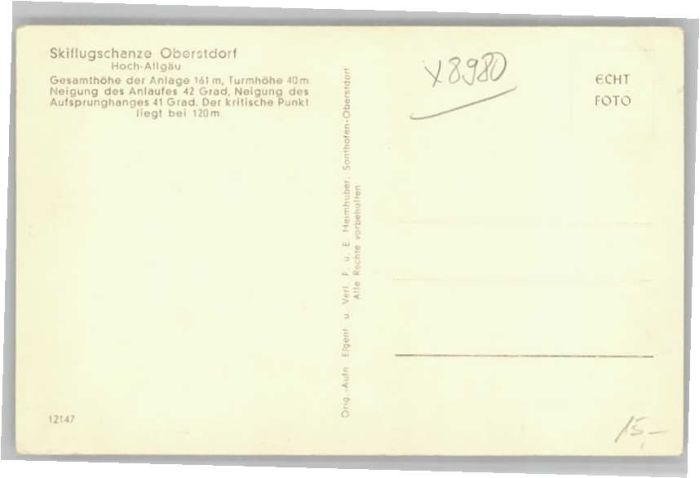 Skiflugschanze Oberstdorf
Hoch-Allgäu
Gesamthöhe der Anlage 161 m, Turmhöhe 40 m
Neigung des Anlaufes 42 Grad, Neigung des
Aufsprunghanges 41 Grad. Der kritische Punkt
liegt bei 120 m
12147
Orig.-Aufn Eigent u. Verl. F. u. E. Heimhuber, Sonthofen-Oberstdorf
Alle Rechte vorbehalten
x8980
ECHT
FOTO
15,-